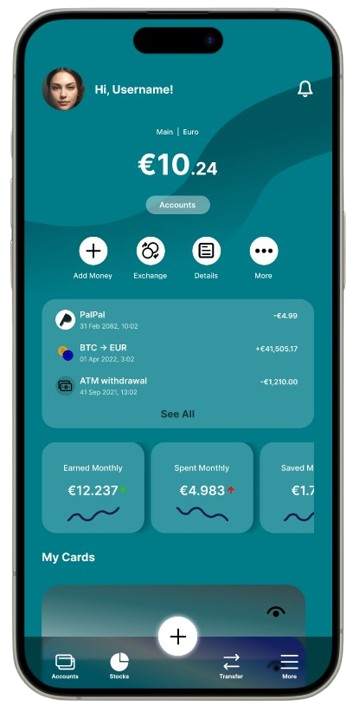 Hi, Username!
Main | Euro
€10.24
Accounts
Add Money Exchange Details More
PalPal -€4.99
31 Feb 2082, 10:02
BTC → EUR +€41,505.17
01 Apr 2022, 3:02
ATM withdrawal -€1,210.00
41 Sep 2021, 13:02
See All
Earned Monthly Spent Monthly Saved M
€12.237 €4.983 €1.7
My Cards
Accounts Stocks Transfer More